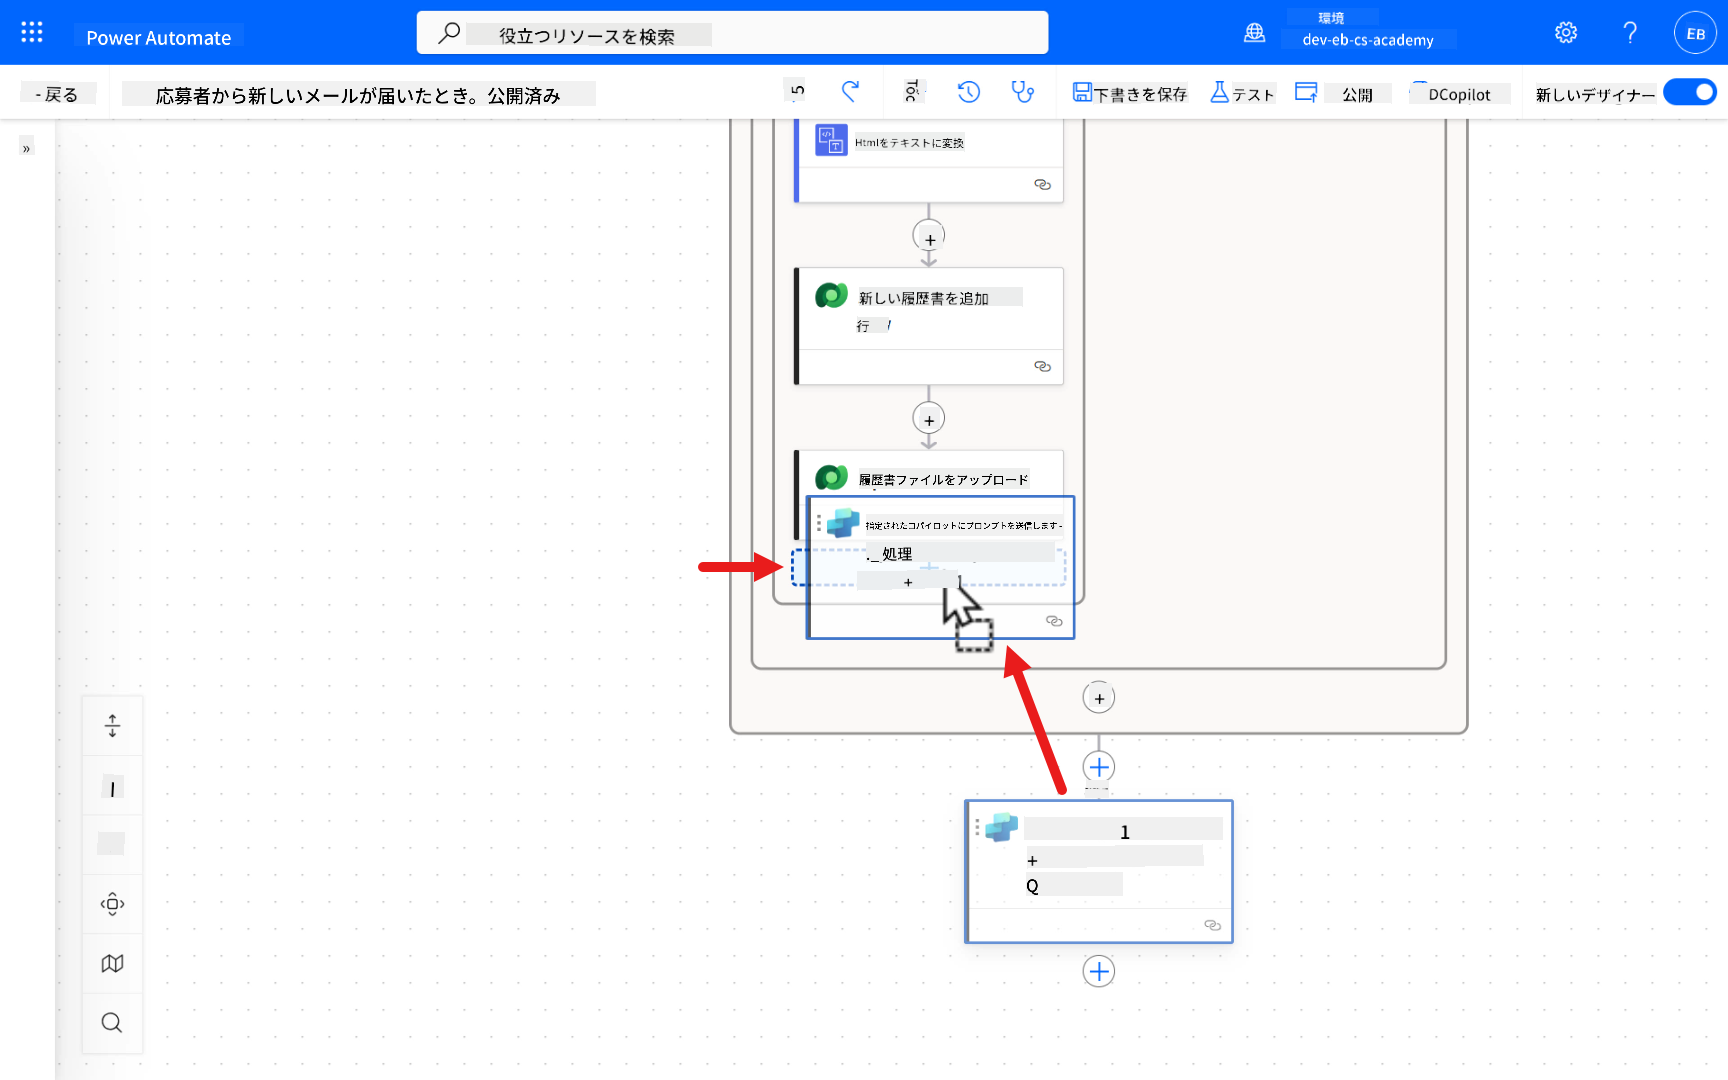 Power Automate
役立つリソースを検索
環境
dev-eb-cs-academy
EB
- 戻る
応募者から新しいメールが届いたとき。公開済み
5
下書きを保存
テスト
公開
DCopilot
新しいデザイナー
»
Htmlをテキストに変換
新しい履歴書を追加
行
履歴書ファイルをアップロード
指定されたコパイロットにプロンプトを送信します-
._処理
+
1
+
Q